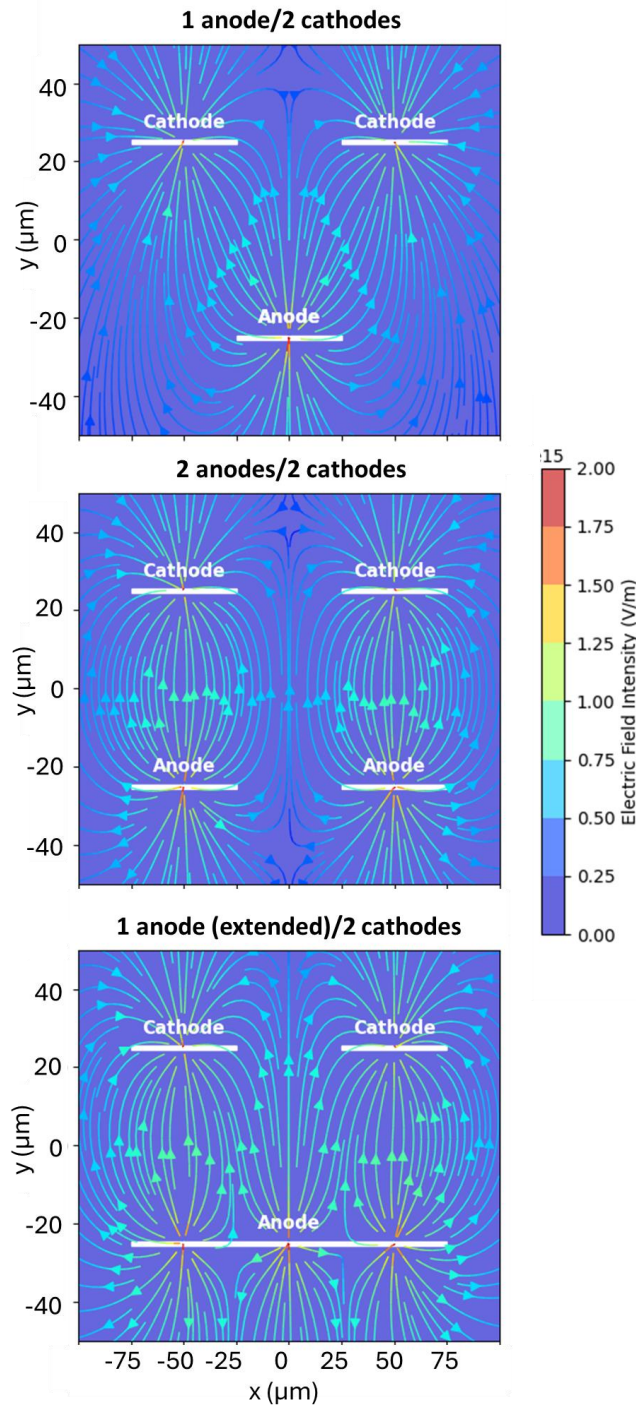 1 anode/2 cathodes
40
20
0
-20
-40
y (µm)
Cathode
Cathode
Anode
2 anodes/2 cathodes
40
20
0
-20
-40
y (µm)
Cathode
Cathode
Anode
Anode
15
2.00
1.75
1.50
1.25
1.00
0.75
0.50
0.25
0.00
Electric Field Intensity (V/m)
1 anode (extended)/2 cathodes
40
20
0
-20
-40
y (µm)
Cathode
Cathode
Anode
-75 -50 -25 0 25 50 75
x (µm)